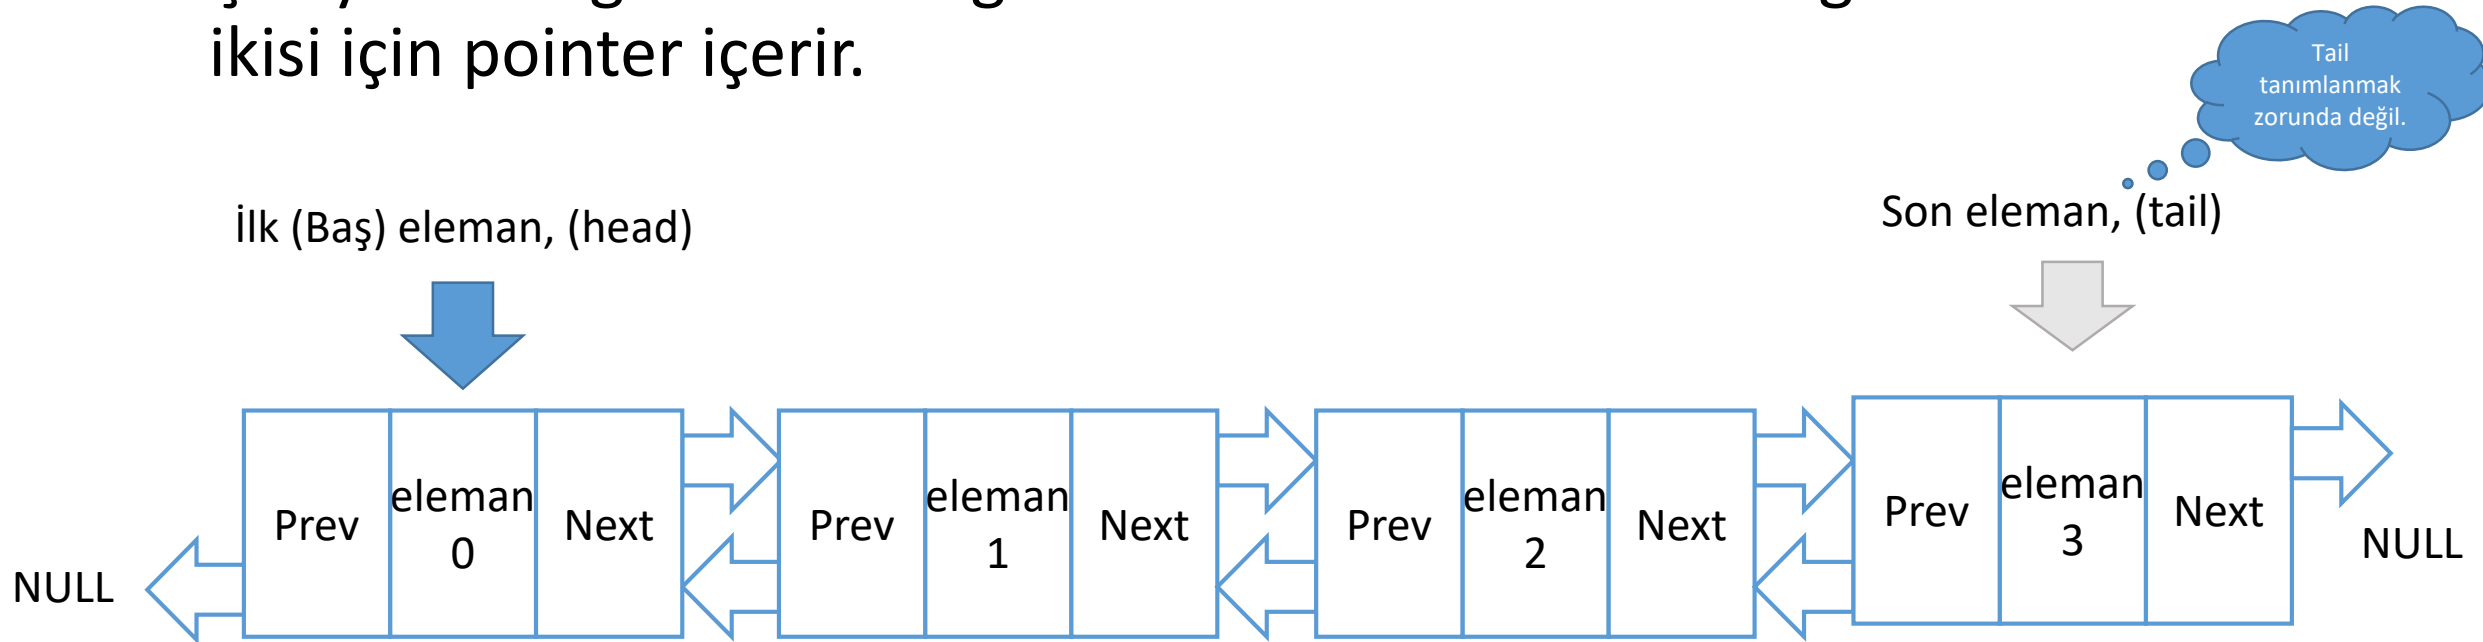 ikisi için pointer içerir.
Tail
tanımlanmak
zorunda değil.
İlk (Baş) eleman, (head)
Son eleman, (tail)
Prev
eleman
0
Next
Prev
eleman
1
Next
Prev
eleman
2
Next
Prev
eleman
3
Next
NULL
NULL